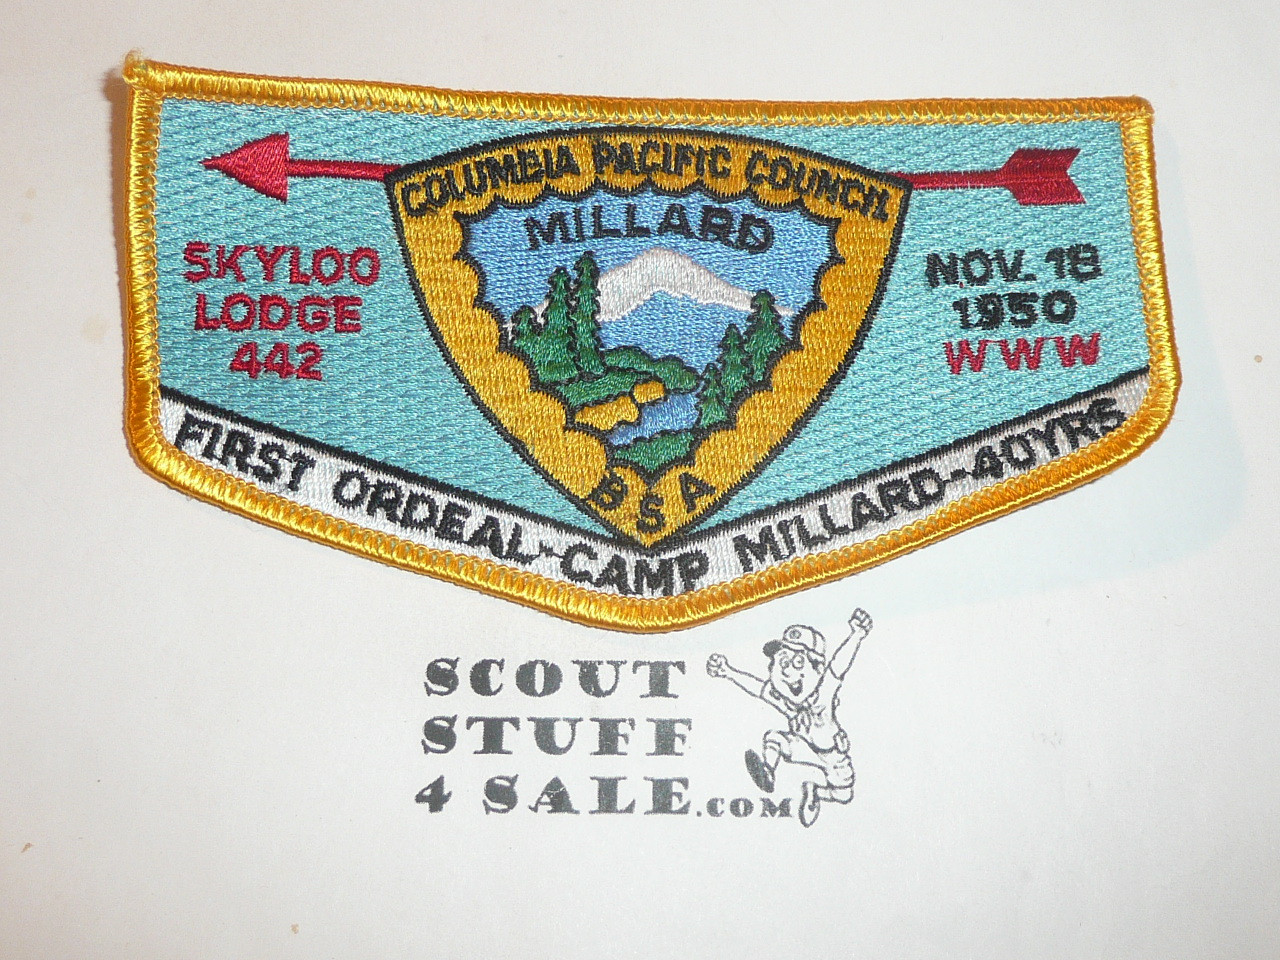 COLUMBIA PACIFIC COUNCIL
MILLARD
SKYLOO
LODGE
442
NOV. 18
1950
WWW
BSA
FIRST ORDEAL-CAMP MILLARD-40YRS
SCOUT
STUFF
4 SALE.COM